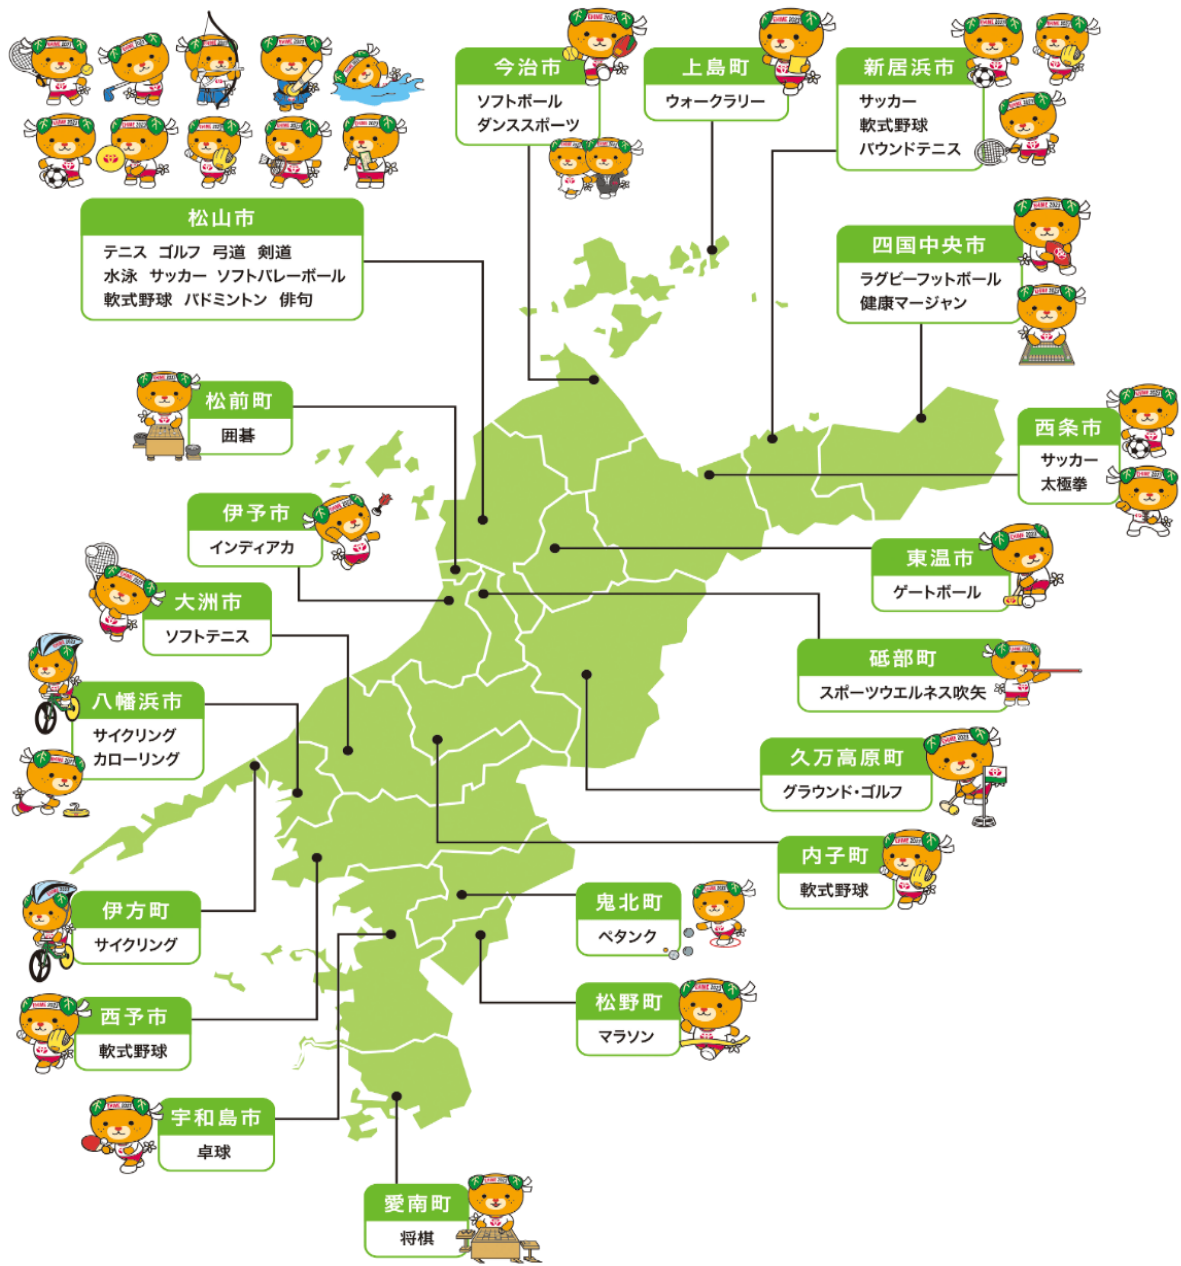 今治市
ソフトボール
ダンススポーツ
上島町
ウォークラリー
新居浜市
サッカー
軟式野球
バウンドテニス
松山市
テニス ゴルフ 弓道 剣道
水泳 サッカー ソフトバレーボール
軟式野球 バドミントン 俳句
四国中央市
ラグビーフットボール
健康マージャン
松前町
囲碁
西条市
サッカー
太極拳
伊予市
インディアカ
東温市
ゲートボール
大洲市
ソフトテニス
砥部町
スポーツウエルネス吹矢
八幡浜市
サイクリング
カローリング
久万高原町
グラウンド・ゴルフ
内子町
軟式野球
伊方町
サイクリング
鬼北町
ペタンク
西予市
軟式野球
松野町
マラソン
宇和島市
卓球
愛南町
将棋